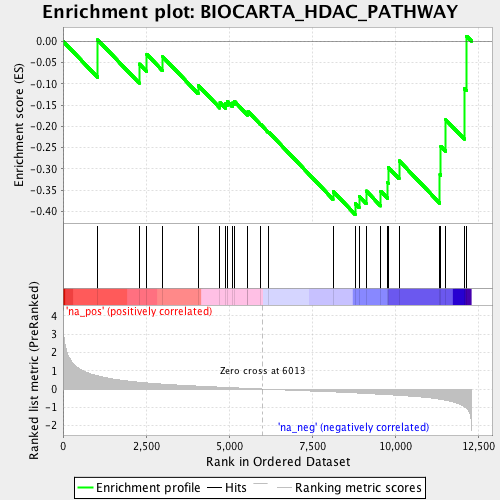 Enrichment plot: BIOCARTA_HDAC_PATHWAY
Enrichment score (ES)
0.00
-0.05
-0.10
-0.15
-0.20
-0.25
-0.30
-0.35
-0.40
'na_pos' (positively correlated)
Ranked list metric (PreRanked)
4
3
2
1
0
-1
-2
Zero cross at 6013
'na_neg' (negatively correlated)
0
2,500
5,000
7,500
10,000
12,500
Rank in Ordered Dataset
Enrichment profile
Hits
Ranking metric scores